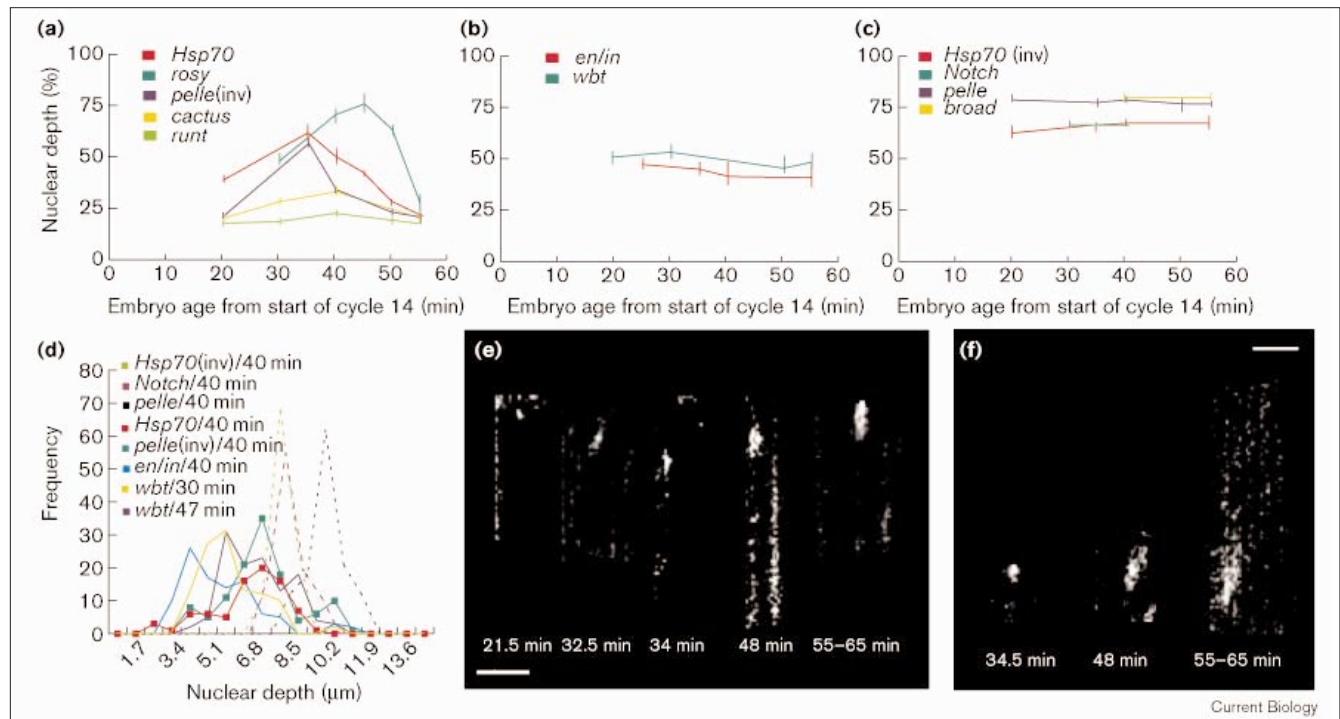 (a)
Hsp70
rosy
pelle(inv)
cactus
runt
Nuclear depth (%)
100
75
50
25
0
0 10 20 30 40 50 60
Embryo age from start of cycle 14 (min)
(b)
en/in
wbt
100
75
50
25
0
0 10 20 30 40 50 60
Embryo age from start of cycle 14 (min)
(c)
Hsp70 (inv)
Notch
pelle
broad
100
75
50
25
0
0 10 20 30 40 50 60
Embryo age from start of cycle 14 (min)
(d)
Hsp70(inv)/40 min
Notch/40 min
pelle/40 min
Hsp70/40 min
pelle(inv)/40 min
en/in/40 min
wbt/30 min
wbt/47 min
Frequency
80
70
60
50
40
30
20
10
0
1.7 3.4 5.1 6.8 8.5 10.2 11.9 13.6
Nuclear depth (μm)
(e)
21.5 min 32.5 min 34 min 48 min 55–65 min
(f)
34.5 min 48 min 55–65 min
Current Biology